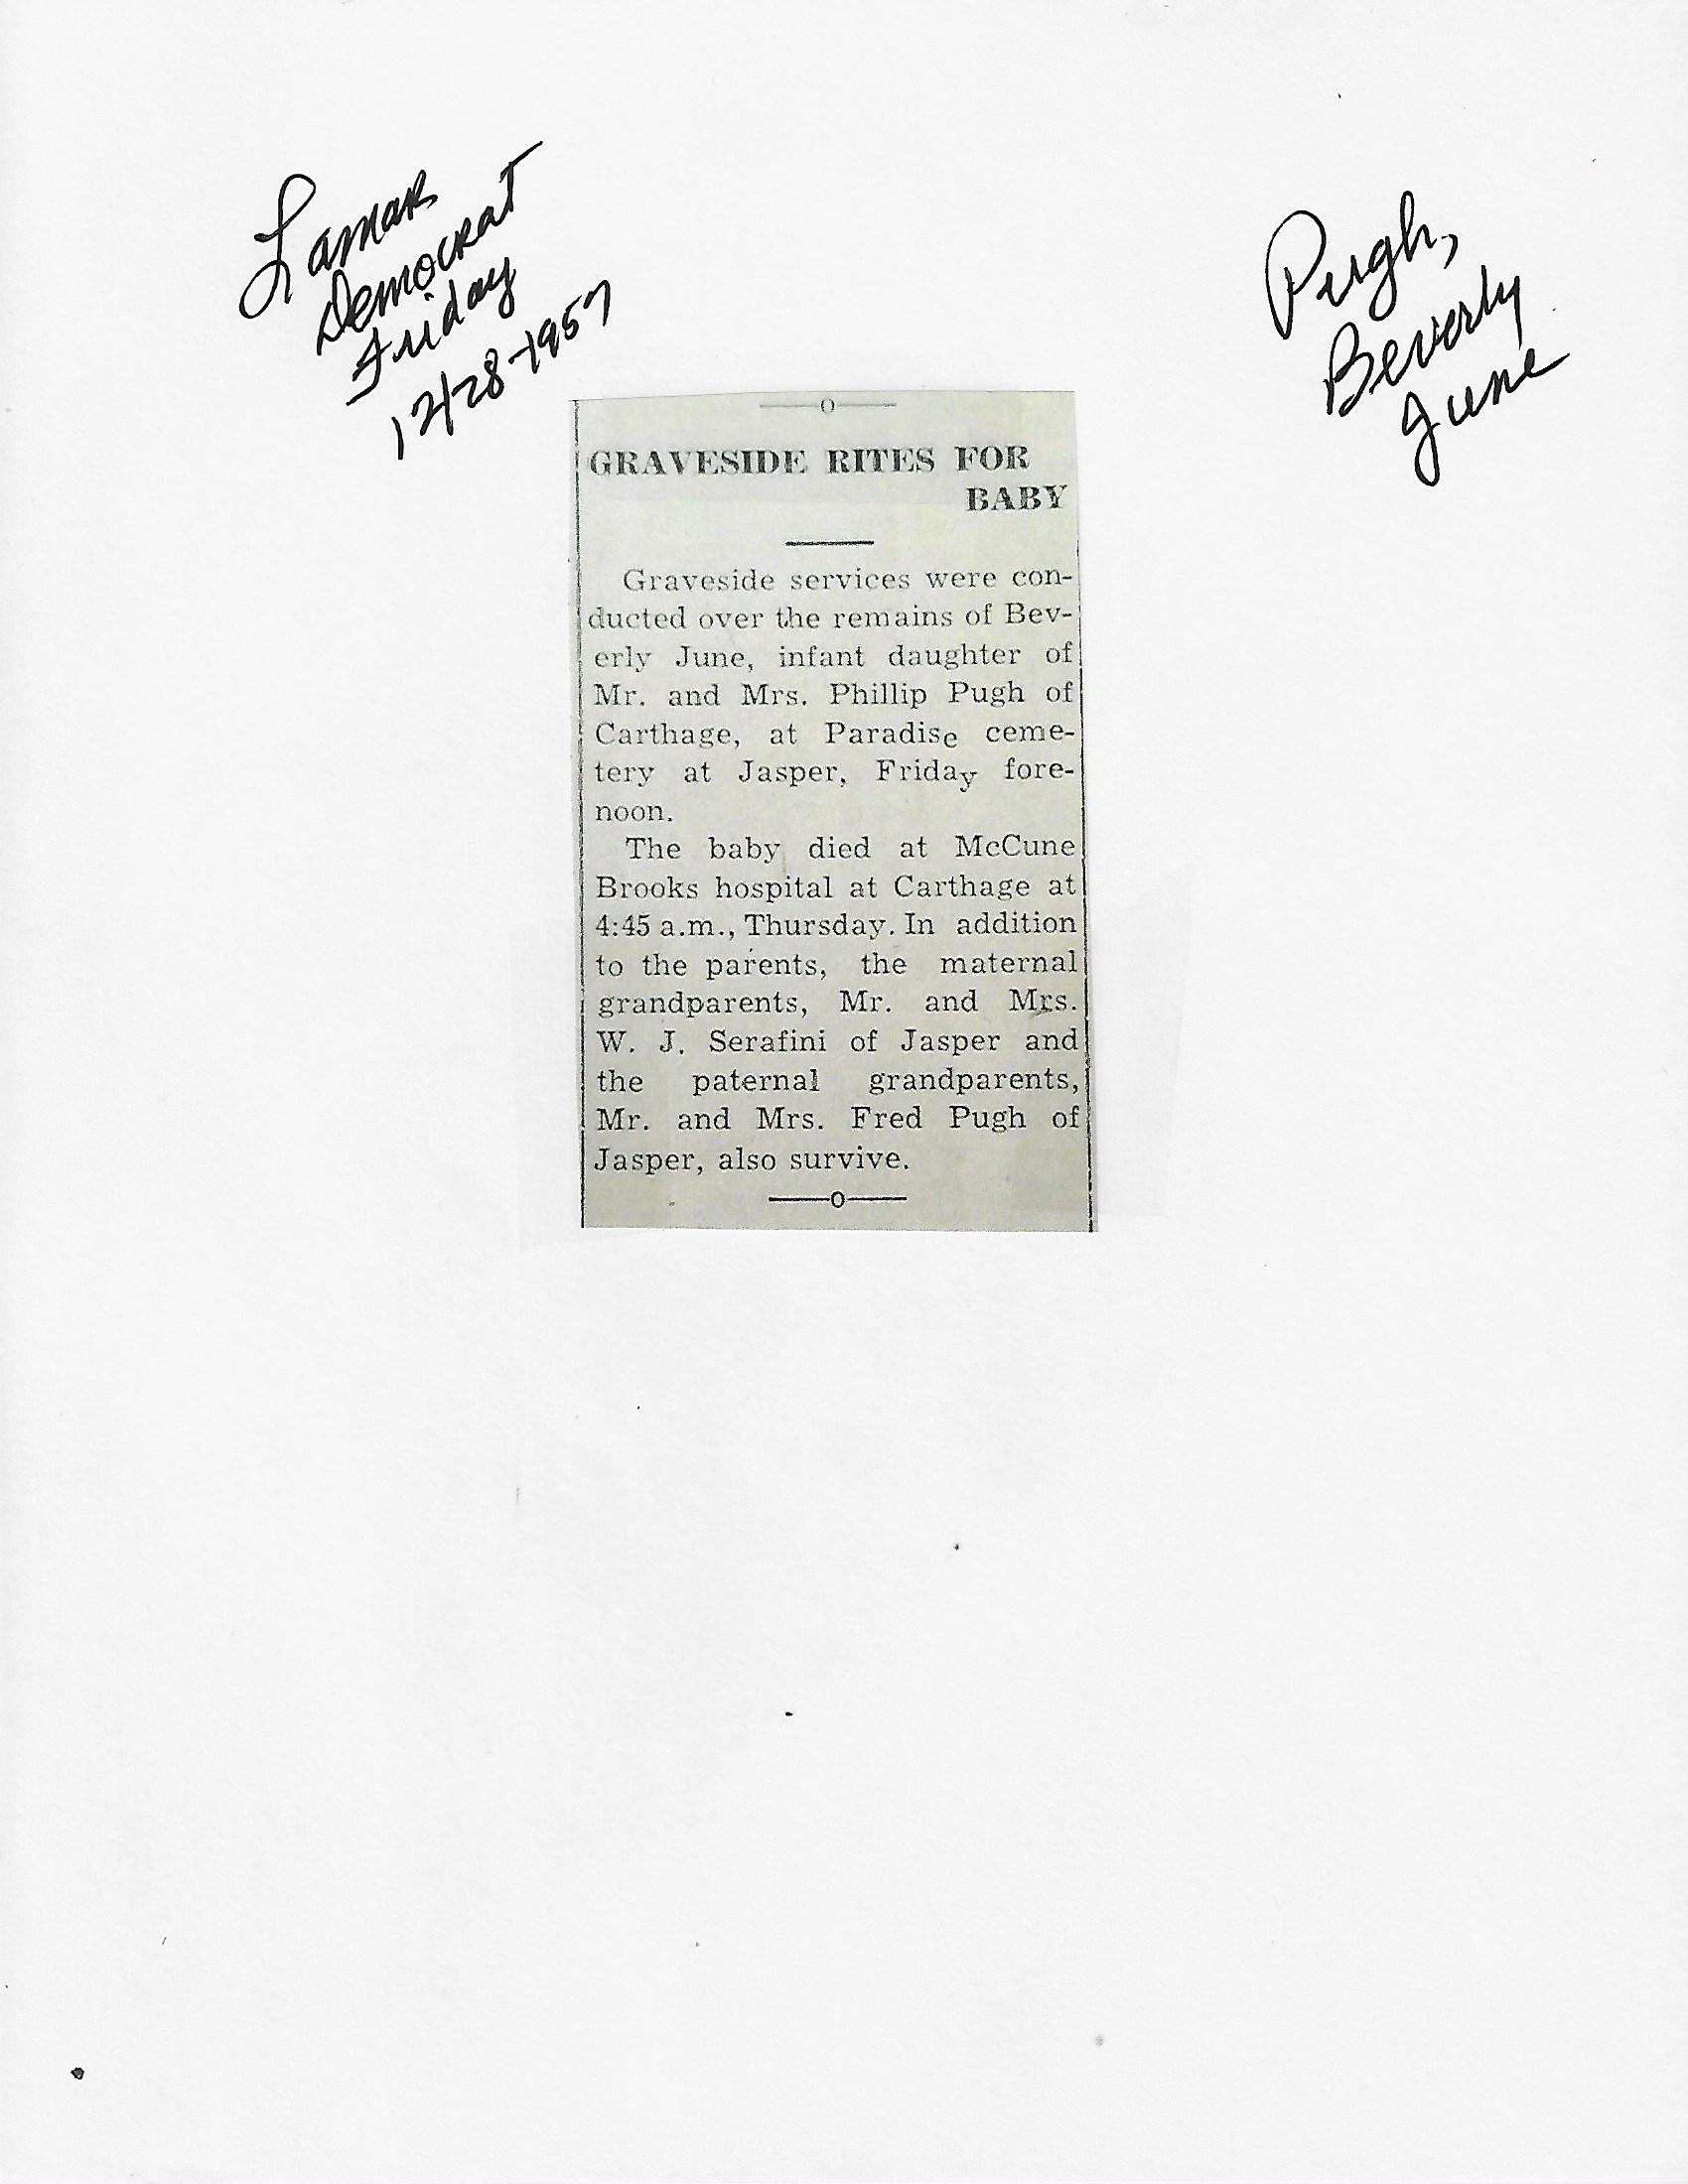 Lamar
Democrat
Friday
12/28-1957
Pugh,
Beverly
June
GRAVESIDE RITES FOR
BABY
Graveside services were con-
ducted over the remains of Bev-
erly June, infant daughter of
Mr. and Mrs. Phillip Pugh of
Carthage, at Paradise ceme-
tery at Jasper, Friday fore-
noon.
The baby died at McCune
Brooks hospital at Carthage at
4:45 a.m., Thursday. In addition
to the parents, the maternal
grandparents, Mr. and Mrs.
W. J. Serafini of Jasper and
the paternal grandparents,
Mr. and Mrs. Fred Pugh of
Jasper, also survive.